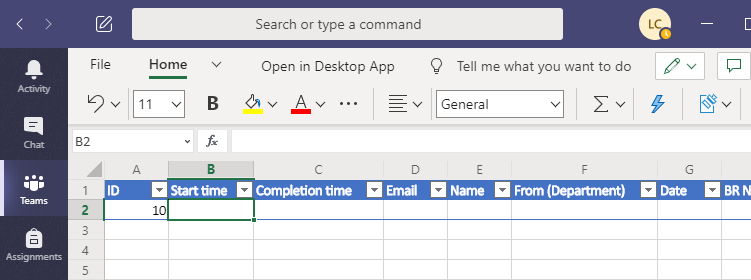 Search or type a command
LC
Activity
Chat
Teams
Assignments
File Home Open in Desktop App Tell me what you want to do
11 B A General
B2 fx
A B C D E F G
1 ID Start time Completion time Email Name From (Department) Date BR N
2 10
3
4
5